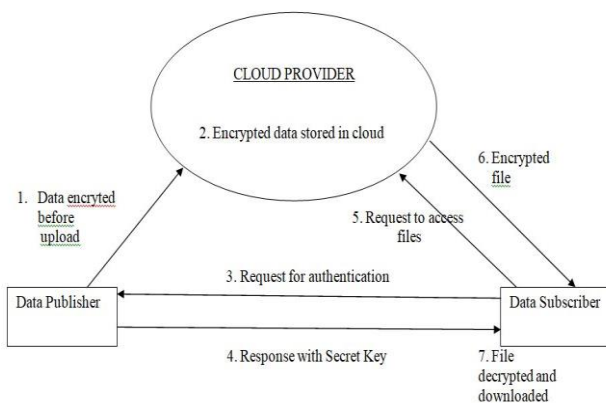 CLOUD PROVIDER
2. Encrypted data stored in cloud
6. Encrypted
file
1. Data encryted
before
upload
5. Request to access
files
3. Request for authentication
Data Publisher
Data Subscriber
4. Response with Secret Key
7. File
decrypted and
downloaded